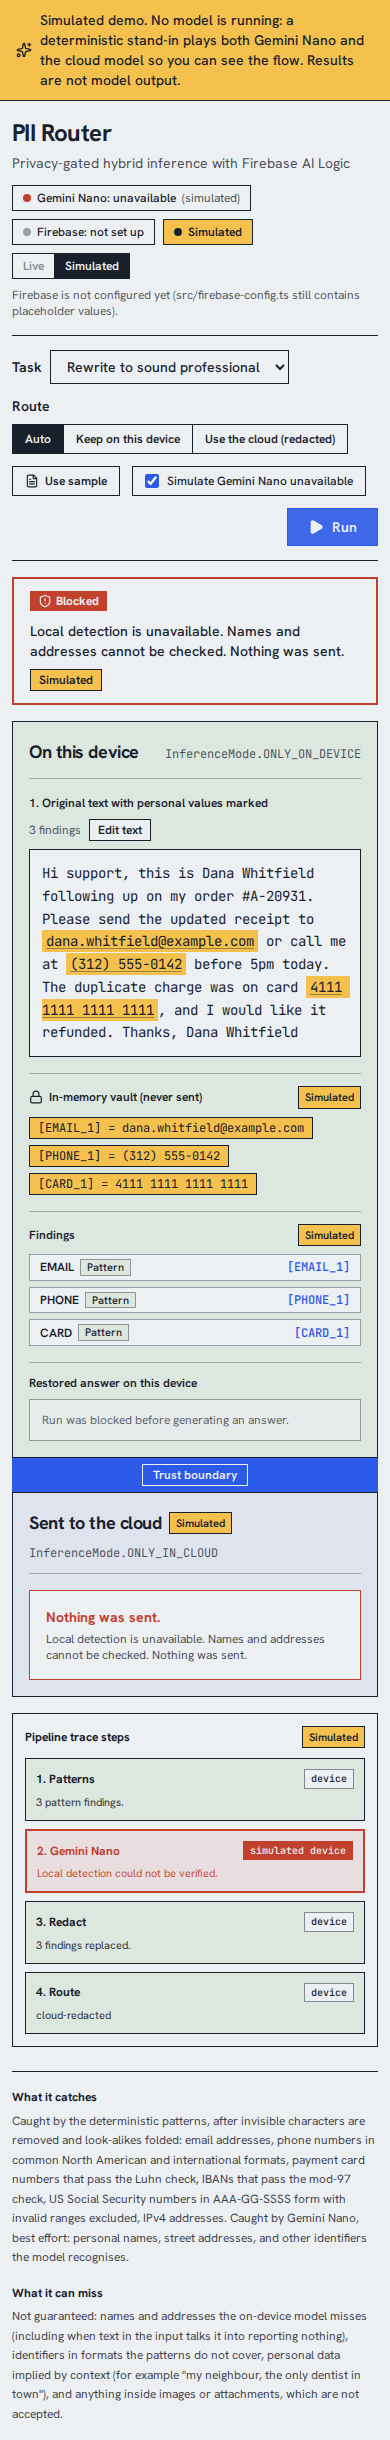 Simulated demo. No model is running: a
deterministic stand-in plays both Gemini Nano and
the cloud model so you can see the flow. Results
are not model output.
PII Router
Privacy-gated hybrid inference with Firebase AI Logic
Gemini Nano: unavailable (simulated)
Firebase: not set up
Simulated
Live
Simulated
Firebase is not configured yet (src/firebase-config.ts still contains
placeholder values).
Task
Rewrite to sound professional
Route
Auto
Keep on this device
Use the cloud (redacted)
Use sample
Simulate Gemini Nano unavailable
Run
Blocked
Local detection is unavailable. Names and
addresses cannot be checked. Nothing was sent.
Simulated
On this device
InferenceMode.ONLY_ON_DEVICE
1. Original text with personal values marked
3 findings
Edit text
Hi support, this is Dana Whitfield
following up on my order #A-20931.
Please send the updated receipt to
dana.whitfield@example.com or call me
at (312) 555-0142 before 5pm today.
The duplicate charge was on card 4111
1111 1111 1111, and I would like it
refunded. Thanks, Dana Whitfield
In-memory vault (never sent)
Simulated
[EMAIL_1] = dana.whitfield@example.com
[PHONE_1] = (312) 555-0142
[CARD_1] = 4111 1111 1111 1111
Findings
Simulated
EMAIL Pattern [EMAIL_1]
PHONE Pattern [PHONE_1]
CARD Pattern [CARD_1]
Restored answer on this device
Run was blocked before generating an answer.
Trust boundary
Sent to the cloud
Simulated
InferenceMode.ONLY_IN_CLOUD
Nothing was sent.
Local detection is unavailable. Names and addresses
cannot be checked. Nothing was sent.
Pipeline trace steps
Simulated
1. Patterns
device
3 pattern findings.
2. Gemini Nano
simulated device
Local detection could not be verified.
3. Redact
device
3 findings replaced.
4. Route
device
cloud-redacted
What it catches
Caught by the deterministic patterns, after invisible characters are
removed and look-alikes folded: email addresses, phone numbers in
common North American and international formats, payment card
numbers that pass the Luhn check, IBANs that pass the mod-97
check, US Social Security numbers in AAA-GG-SSSS form with
invalid ranges excluded, IPv4 addresses. Caught by Gemini Nano,
best effort: personal names, street addresses, and other identifiers
the model recognises.
What it can miss
Not guaranteed: names and addresses the on-device model misses
(including when text in the input talks it into reporting nothing),
identifiers in formats the patterns do not cover, personal data
implied by context (for example "my neighbour, the only dentist in
town"), and anything inside images or attachments, which are not
accepted.